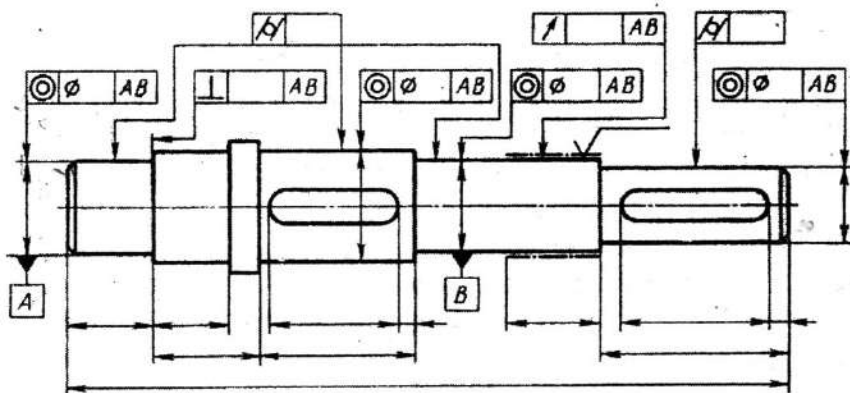 ⌭ ↗ AB ⌭
◎ Ø AB ⊥ AB ◎ Ø AB ◎ Ø AB ◎ Ø AB
A B